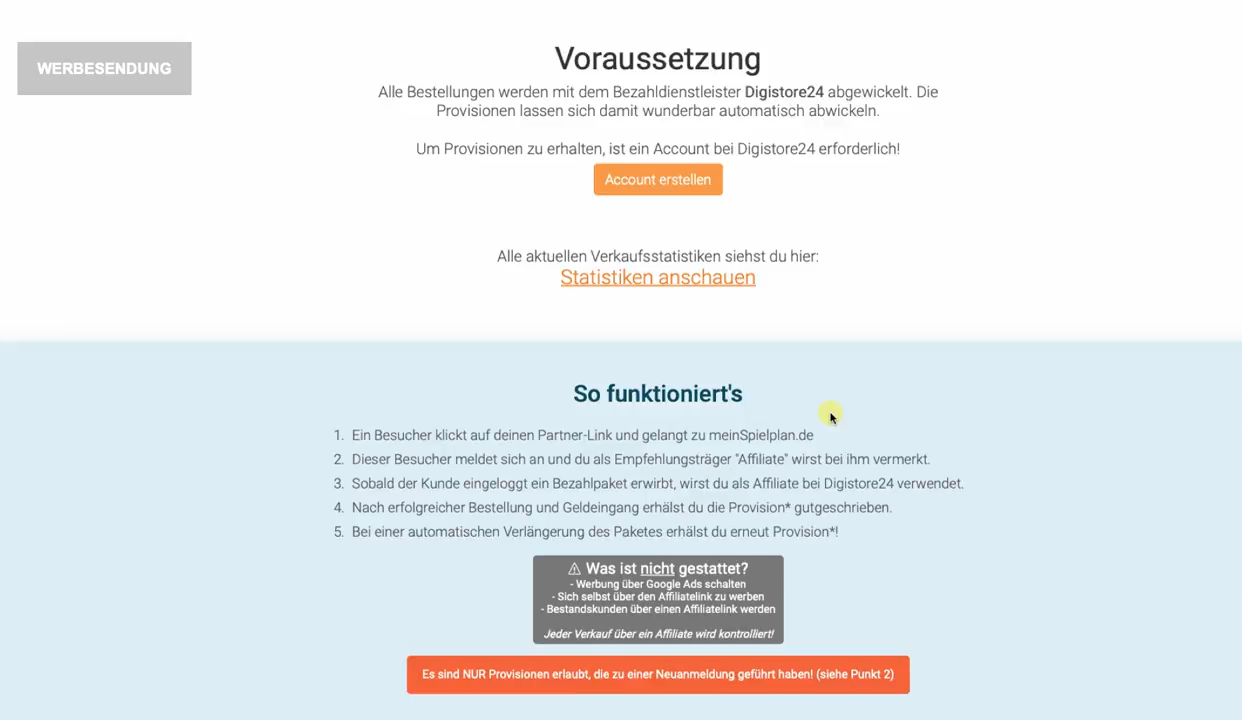 WERBESENDUNG
Voraussetzung
Alle Bestellungen werden mit dem Bezahldienstleister Digistore24 abgewickelt. Die
Provisionen lassen sich damit wunderbar automatisch abwickeln.
Um Provisionen zu erhalten, ist ein Account bei Digistore24 erforderlich!
Account erstellen
Alle aktuellen Verkaufsstatistiken siehst du hier:
Statistiken anschauen
So funktioniert's
1. Ein Besucher klickt auf deinen Partner-Link und gelangt zu meinSpielplan.de
2. Dieser Besucher meldet sich an und du als Empfehlungsträger "Affiliate" wirst bei ihm vermerkt.
3. Sobald der Kunde eingeloggt ein Bezahlpaket erwirbt, wirst du als Affiliate bei Digistore24 verwendet.
4. Nach erfolgreicher Bestellung und Geldeingang erhälst du die Provision* gutgeschrieben.
5. Bei einer automatischen Verlängerung des Paketes erhälst du erneut Provision*!
⚠ Was ist nicht gestattet?
- Werbung über Google Ads schalten
- Sich selbst über den Affiliatelink zu werben
- Bestandskunden über einen Affiliatelink werden
Jeder Verkauf über ein Affiliate wird kontrolliert!
Es sind NUR Provisionen erlaubt, die zu einer Neuanmeldung geführt haben! (siehe Punkt 2)